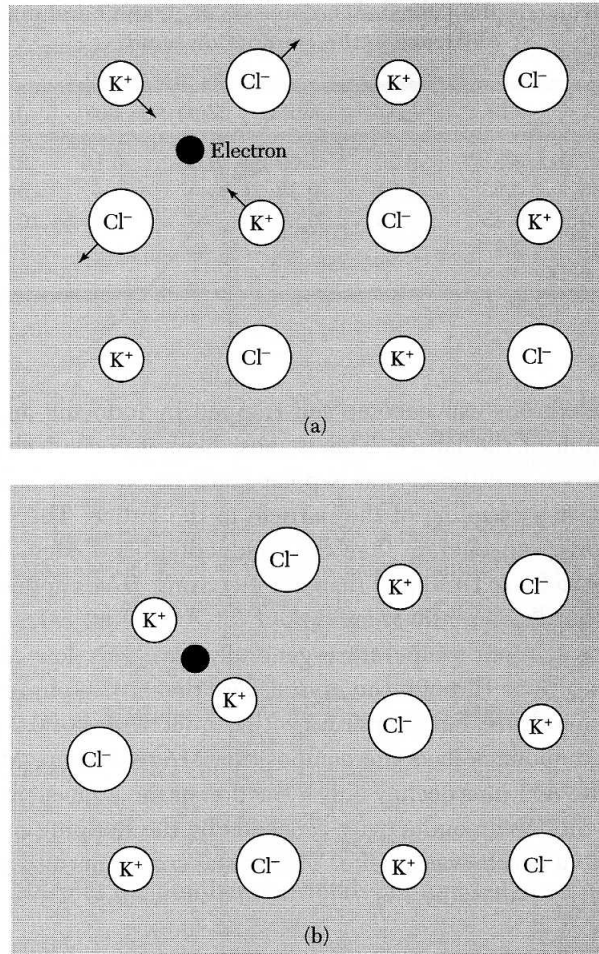 K⁺ Cl⁻ K⁺ Cl⁻
Electron
Cl⁻ K⁺ Cl⁻ K⁺
K⁺ Cl⁻ K⁺ Cl⁻
(a)
Cl⁻ K⁺ Cl⁻
K⁺
K⁺
Cl⁻ K⁺
Cl⁻
K⁺ Cl⁻ K⁺ Cl⁻
(b)